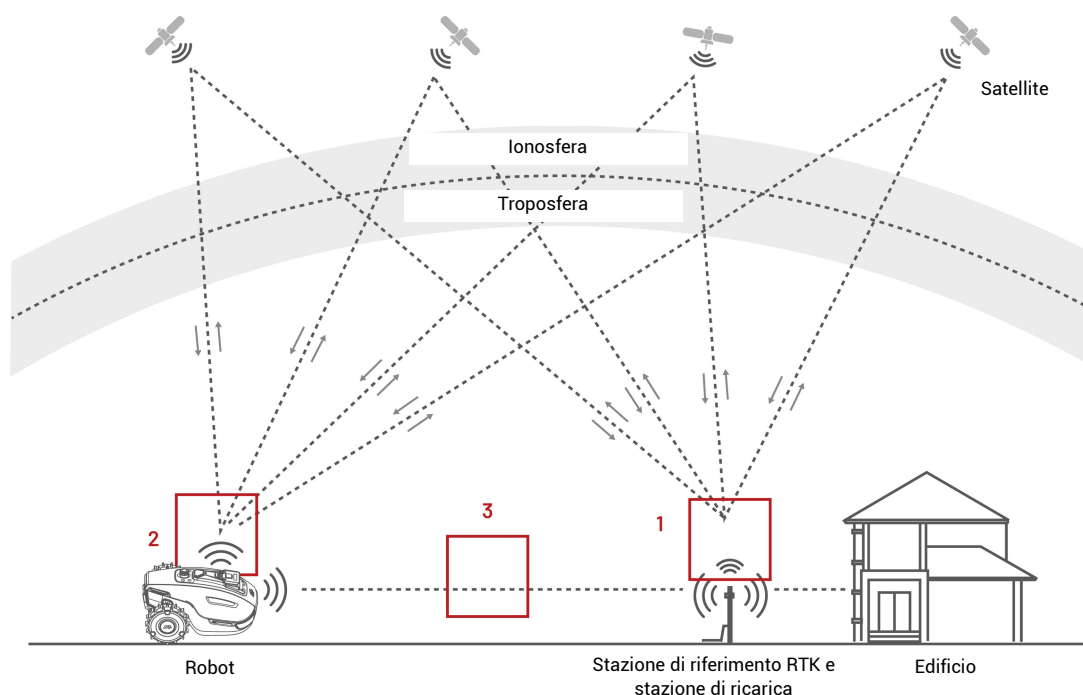 Satellite
Ionosfera
Troposfera
3
1
2
Robot
Stazione di riferimento RTK e
stazione di ricarica
Edificio